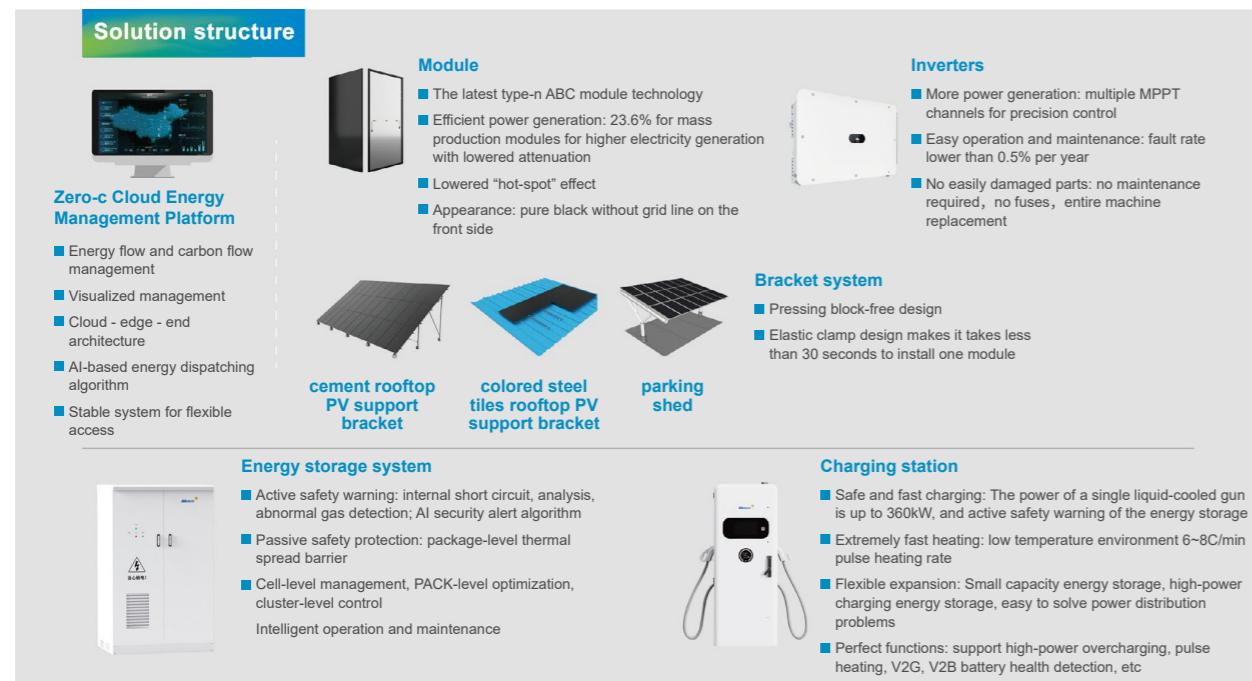 Solution structure
Zero-c Cloud Energy
Management Platform
Energy flow and carbon flow
management
Visualized management
Cloud - edge - end
architecture
AI-based energy dispatching
algorithm
Stable system for flexible
access
Module
The latest type-n ABC module technology
Efficient power generation: 23.6% for mass
production modules for higher electricity generation
with lowered attenuation
Lowered “hot-spot” effect
Appearance: pure black without grid line on the
front side
Inverters
More power generation: multiple MPPT
channels for precision control
Easy operation and maintenance: fault rate
lower than 0.5% per year
No easily damaged parts: no maintenance
required，no fuses，entire machine
replacement
cement rooftop
PV support
bracket
colored steel
tiles rooftop PV
support bracket
parking
shed
Bracket system
Pressing block-free design
Elastic clamp design makes it takes less
than 30 seconds to install one module
Energy storage system
Active safety warning: internal short circuit, analysis,
abnormal gas detection; AI security alert algorithm
Passive safety protection: package-level thermal
spread barrier
Cell-level management, PACK-level optimization,
cluster-level control
Intelligent operation and maintenance
Charging station
Safe and fast charging: The power of a single liquid-cooled gun
is up to 360kW, and active safety warning of the energy storage
Extremely fast heating: low temperature environment 6~8C/min
pulse heating rate
Flexible expansion: Small capacity energy storage, high-power
charging energy storage, easy to solve power distribution
problems
Perfect functions: support high-power overcharging, pulse
heating, V2G, V2B battery health detection, etc